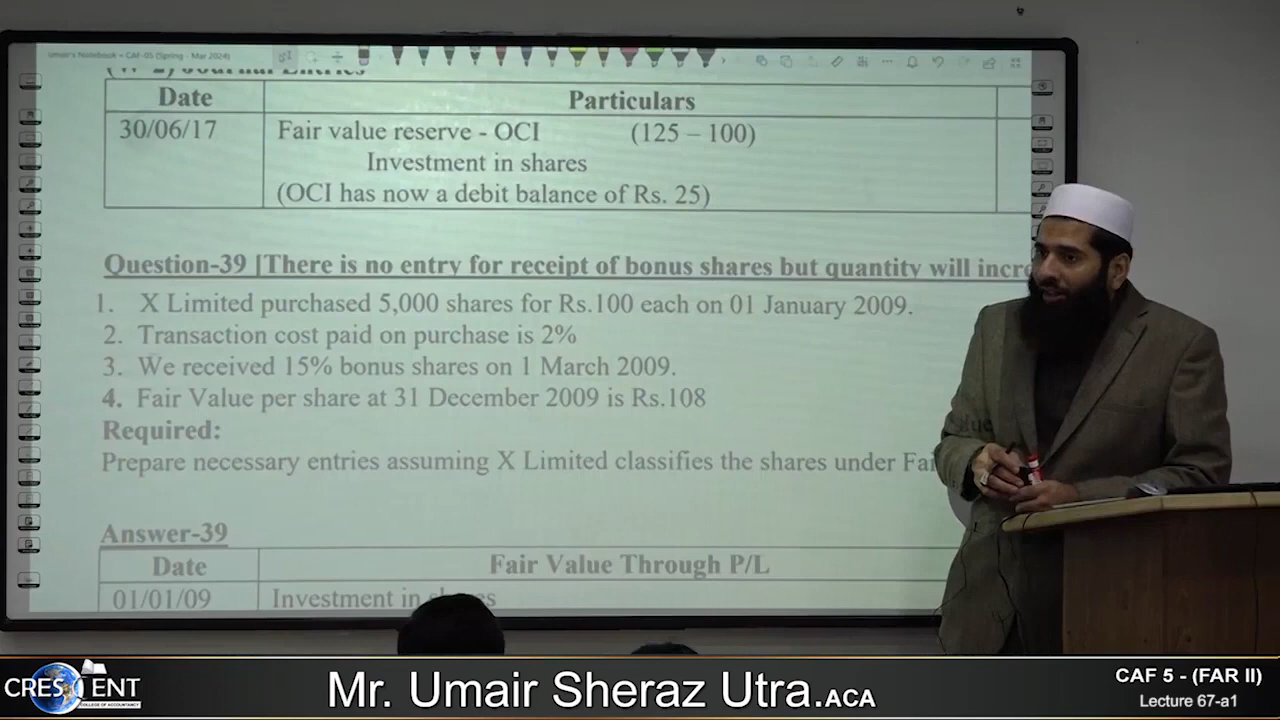 umair's Notebook » CAF-05 (Spring - Mar 2024)
(W-2) Journal Entries
Date Particulars
30/06/17 Fair value reserve - OCI (125 – 100)
Investment in shares
(OCI has now a debit balance of Rs. 25)
Question-39 [There is no entry for receipt of bonus shares but quantity will incre
1. X Limited purchased 5,000 shares for Rs.100 each on 01 January 2009.
2. Transaction cost paid on purchase is 2%
3. We received 15% bonus shares on 1 March 2009.
4. Fair Value per share at 31 December 2009 is Rs.108
Required:
Prepare necessary entries assuming X Limited classifies the shares under Fai
Answer-39
Date Fair Value Through P/L
01/01/09 Investment in shares
CRESCENT
COLLEGE OF ACCOUNTANCY
Mr. Umair Sheraz Utra.ACA
CAF 5 - (FAR II)
Lecture 67-a1